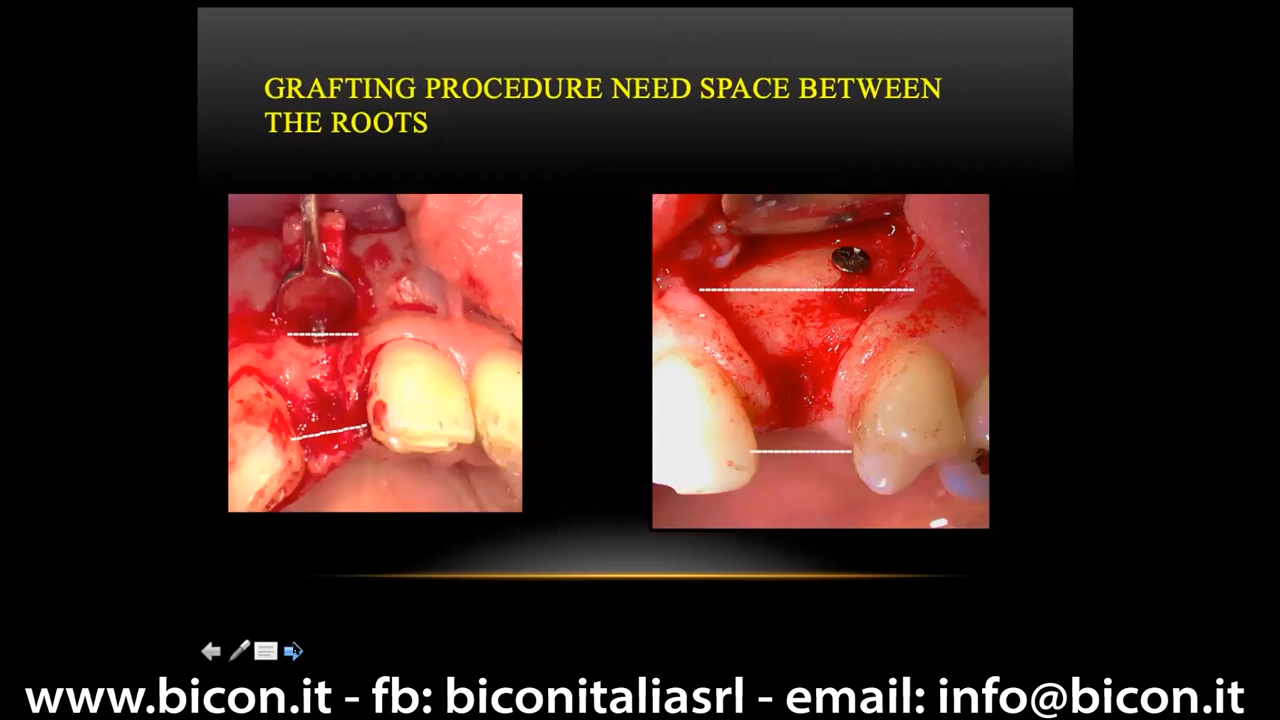 GRAFTING PROCEDURE NEED SPACE BETWEEN
THE ROOTS
www.bicon.it - fb: biconitaliasrl - email: info@bicon.it